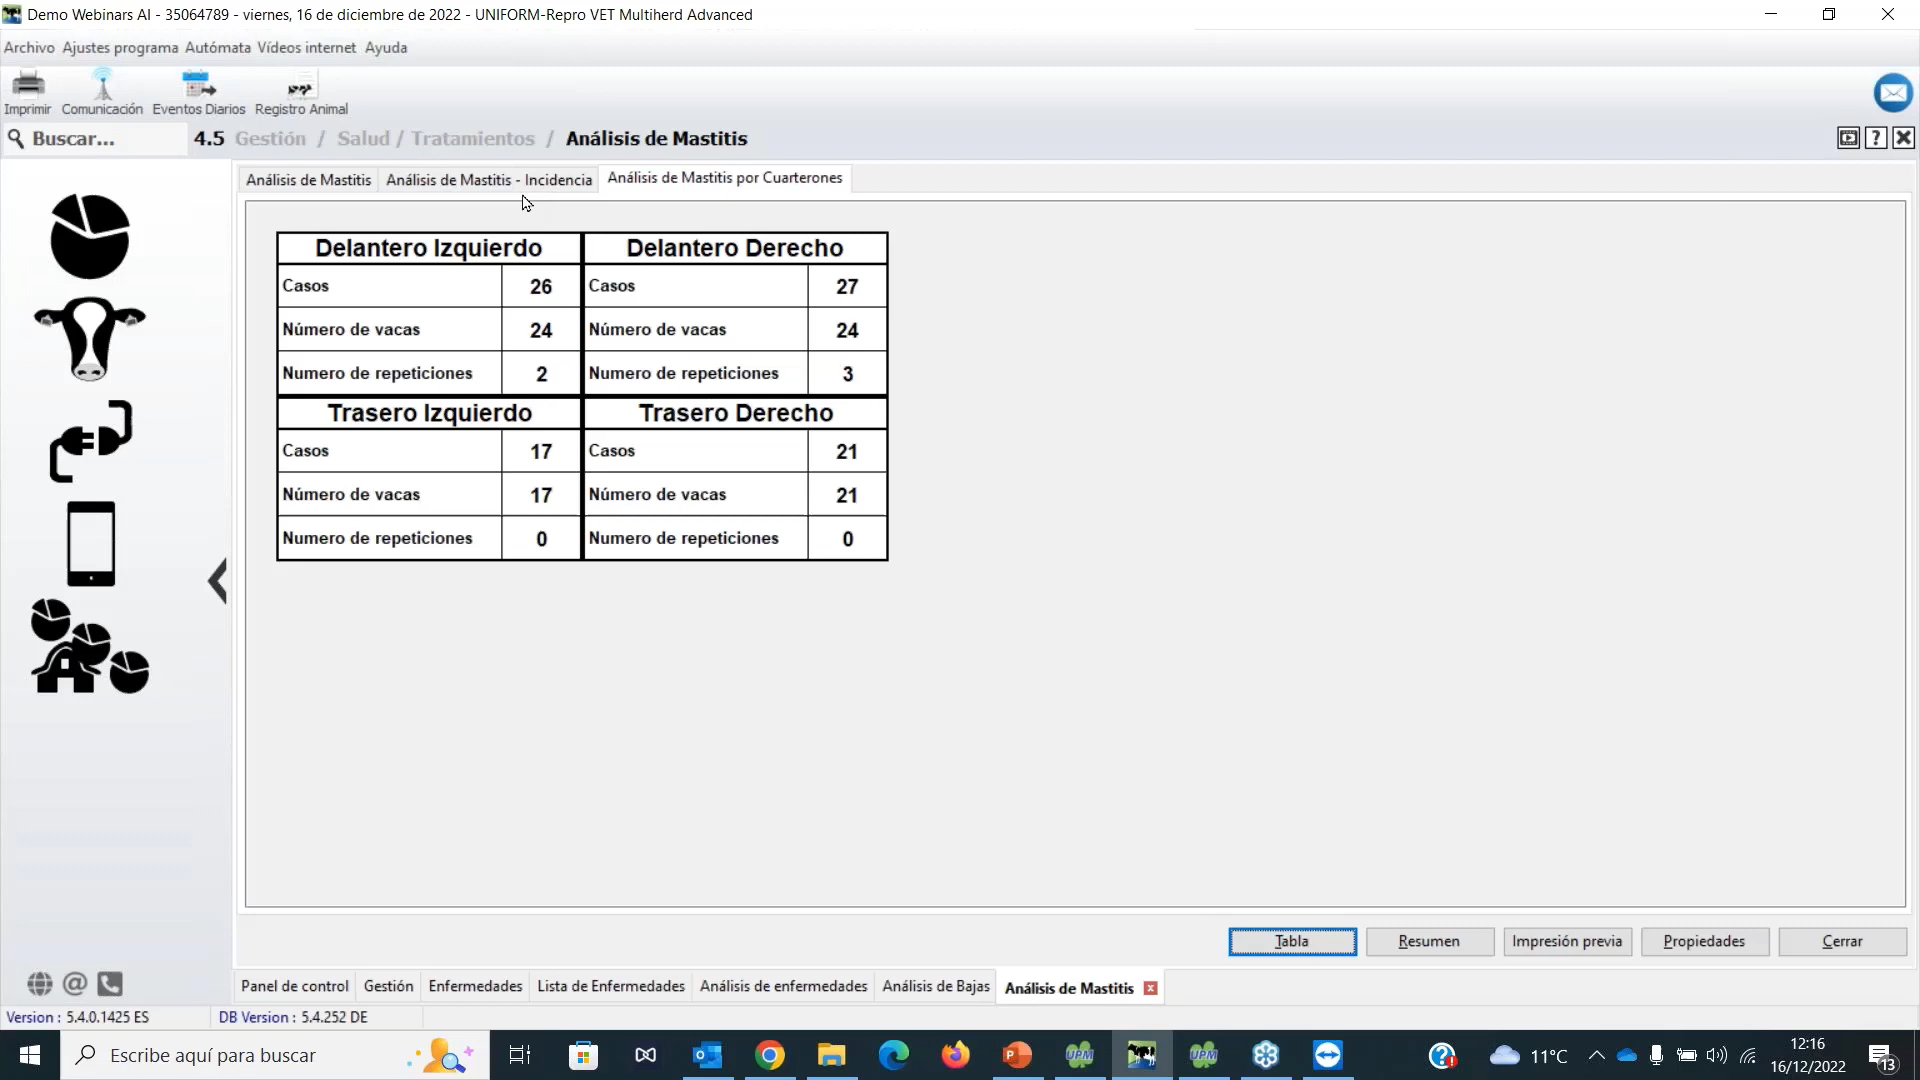 Demo Webinars AI - 35064789 - viernes, 16 de diciembre de 2022 - UNIFORM-Repro VET Multiherd Advanced
Archivo Ajustes programa Autómata Vídeos internet Ayuda
Imprimir Comunicación Eventos Diarios Registro Animal
Buscar... 4.5 Gestión / Salud / Tratamientos / Análisis de Mastitis
Análisis de Mastitis Análisis de Mastitis - Incidencia Análisis de Mastitis por Cuarterones
Delantero Izquierdo Delantero Derecho
Casos 26 Casos 27
Número de vacas 24 Número de vacas 24
Numero de repeticiones 2 Numero de repeticiones 3
Trasero Izquierdo Trasero Derecho
Casos 17 Casos 21
Número de vacas 17 Número de vacas 21
Numero de repeticiones 0 Numero de repeticiones 0
Tabla Resumen Impresión previa Propiedades Cerrar
Panel de control Gestión Enfermedades Lista de Enfermedades Análisis de enfermedades Análisis de Bajas Análisis de Mastitis
Version : 5.4.0.1425 ES DB Version : 5.4.252 DE
Escribe aquí para buscar 11°C 12:16
16/12/2022 13